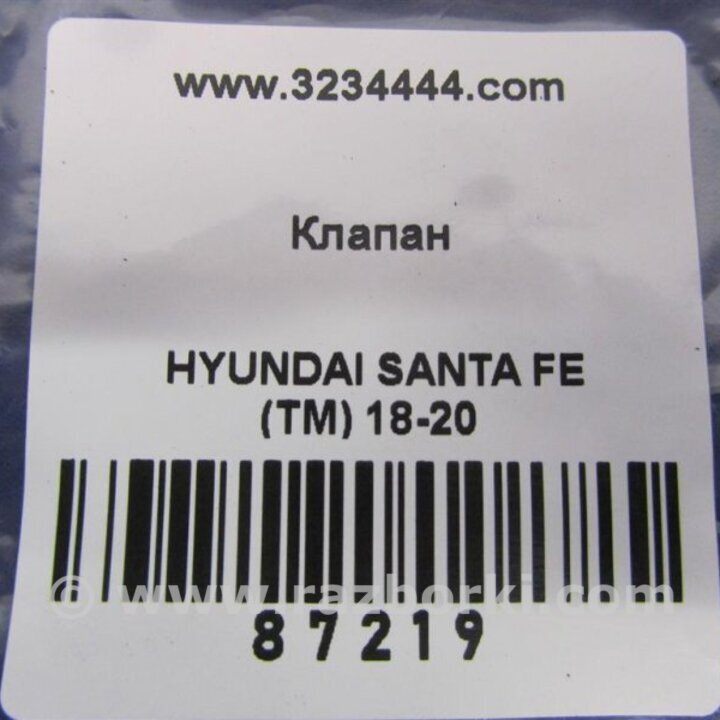 www.3234444.com
Клапан
HYUNDAI SANTA FE
(TM) 18-20
© www.razborki.com
87219